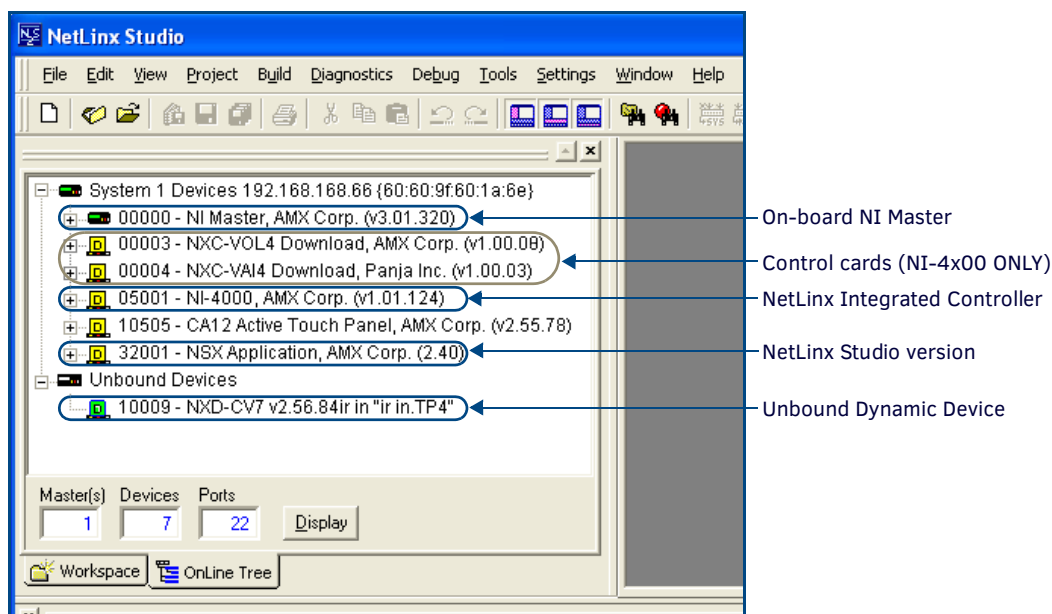 NetLinx Studio
File Edit View Project Build Diagnostics Debug Tools Settings Window Help
System 1 Devices 192.168.168.66 {60:60:9f:60:1a:6e}
00000 - NI Master, AMX Corp. (v3.01.320)
On-board NI Master
00003 - NXC-VOL4 Download, AMX Corp. (v1.00.08)
00004 - NXC-VAI4 Download, Panja Inc. (v1.00.03)
Control cards (NI-4x00 ONLY)
05001 - NI-4000, AMX Corp. (v1.01.124)
NetLinx Integrated Controller
10505 - CA12 Active Touch Panel, AMX Corp. (v2.55.78)
32001 - NSX Application, AMX Corp. (2.40)
NetLinx Studio version
Unbound Devices
10009 - NXD-CV7 v2.56.84ir in "ir in.TP4"
Unbound Dynamic Device
Master(s) Devices Ports
1 7 22 Display
Workspace OnLine Tree